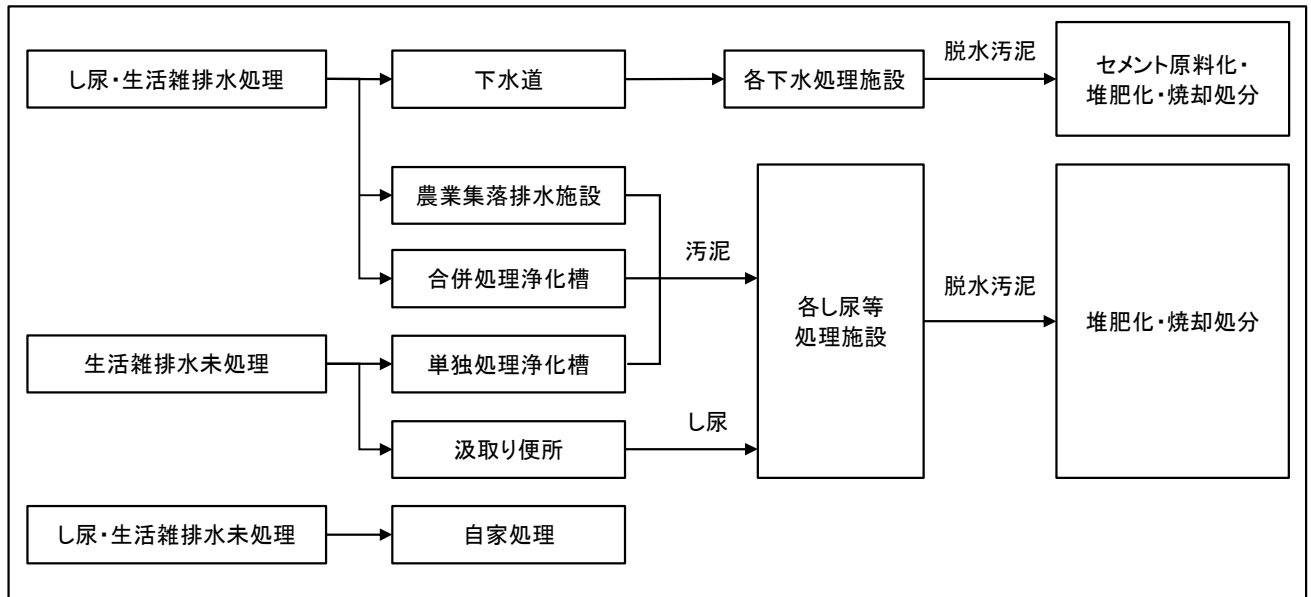 し尿・生活雑排水処理
下水道
各下水処理施設
脱水汚泥
セメント原料化・
堆肥化・焼却処分
農業集落排水施設
合併処理浄化槽
汚泥
各し尿等
処理施設
脱水汚泥
堆肥化・焼却処分
生活雑排水未処理
単独処理浄化槽
汲取り便所
し尿
し尿・生活雑排水未処理
自家処理